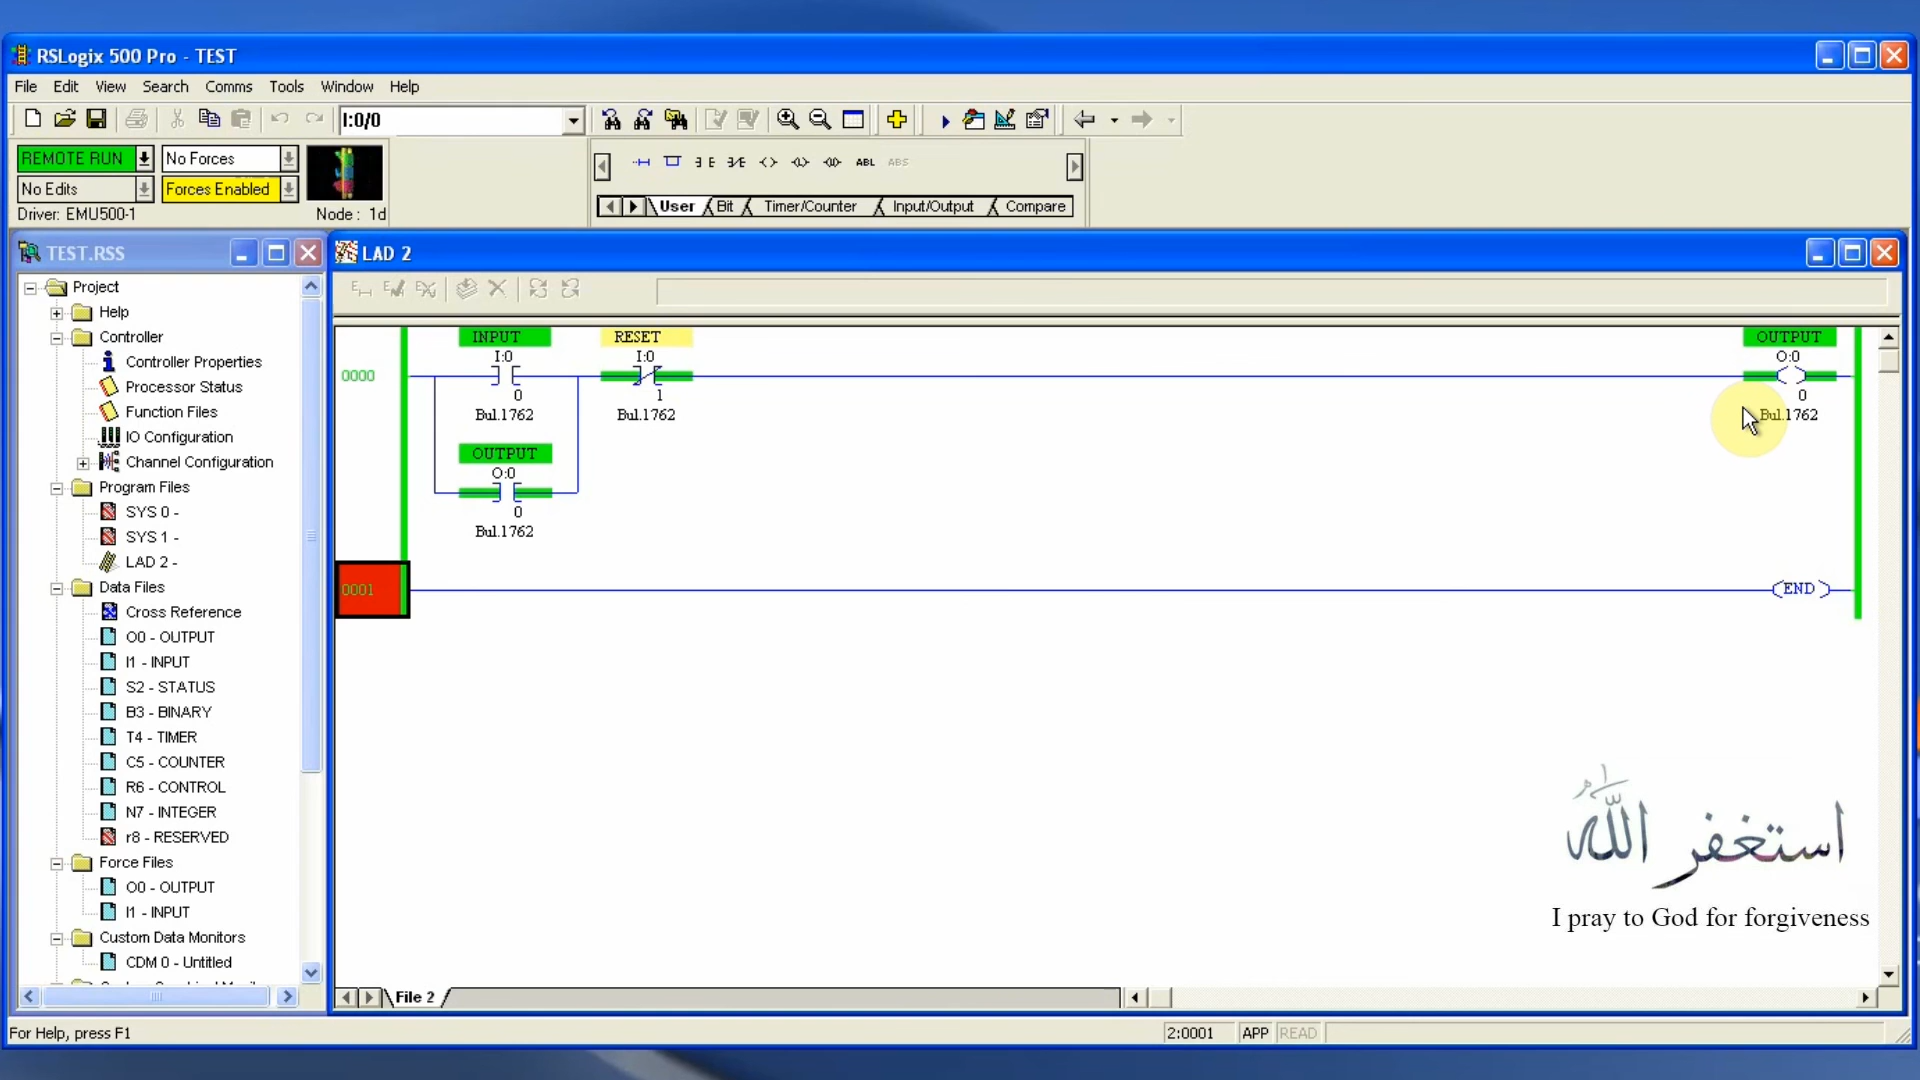 RSLogix 500 Pro - TEST
File Edit View Search Comms Tools Window Help
I:0/0
REMOTE RUN No Forces
No Edits Forces Enabled
Driver: EMU500-1 Node : 1d
ABL ABS
User Bit Timer/Counter Input/Output Compare
TEST.RSS
Project
Help
Controller
Controller Properties
Processor Status
Function Files
IO Configuration
Channel Configuration
Program Files
SYS 0 -
SYS 1 -
LAD 2 -
Data Files
Cross Reference
O0 - OUTPUT
I1 - INPUT
S2 - STATUS
B3 - BINARY
T4 - TIMER
C5 - COUNTER
R6 - CONTROL
N7 - INTEGER
r8 - RESERVED
Force Files
O0 - OUTPUT
I1 - INPUT
Custom Data Monitors
CDM 0 - Untitled
LAD 2
INPUT RESET OUTPUT
I:0 I:0 O:0
0000
0 1 0
Bul.1762 Bul.1762 Bul.1762
OUTPUT
O:0
0
Bul.1762
0001 END
استغفر الله
I pray to God for forgiveness
File 2
For Help, press F1 2:0001 APP READ